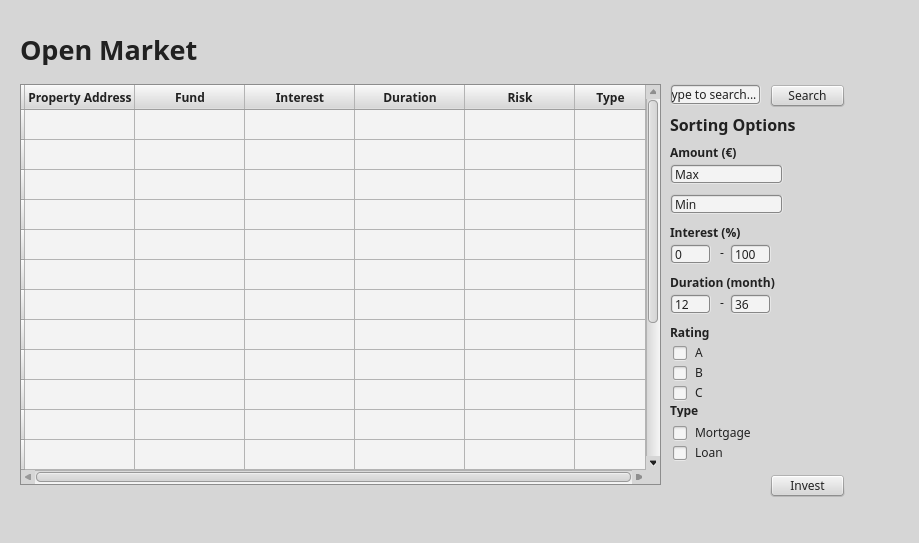 Open Market
Property Address Fund Interest Duration Risk Type
ype to search... Search
Sorting Options
Amount (€)
Max
Min
Interest (%)
0 - 100
Duration (month)
12 - 36
Rating
A
B
C
Type
Mortgage
Loan
Invest